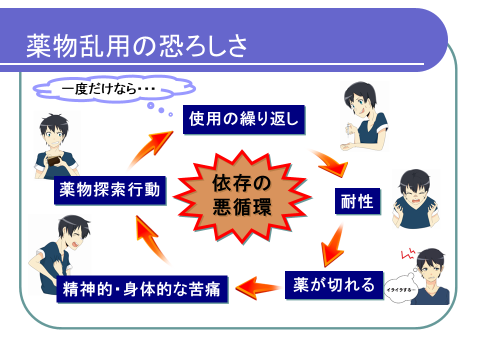 薬物乱用の恐ろしさ
一度だけなら・・・
使用の繰り返し
耐性
薬が切れる
イライラする…
精神的・身体的な苦痛
薬物探索行動
依存の
悪循環